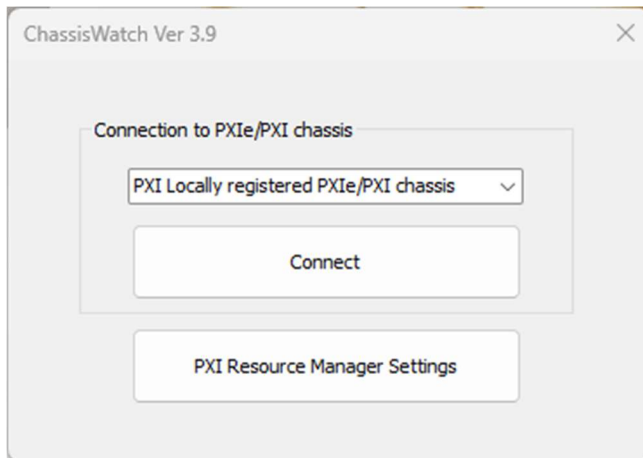 ChassisWatch Ver 3.9
Connection to PXIe/PXI chassis
PXI Locally registered PXIe/PXI chassis
Connect
PXI Resource Manager Settings